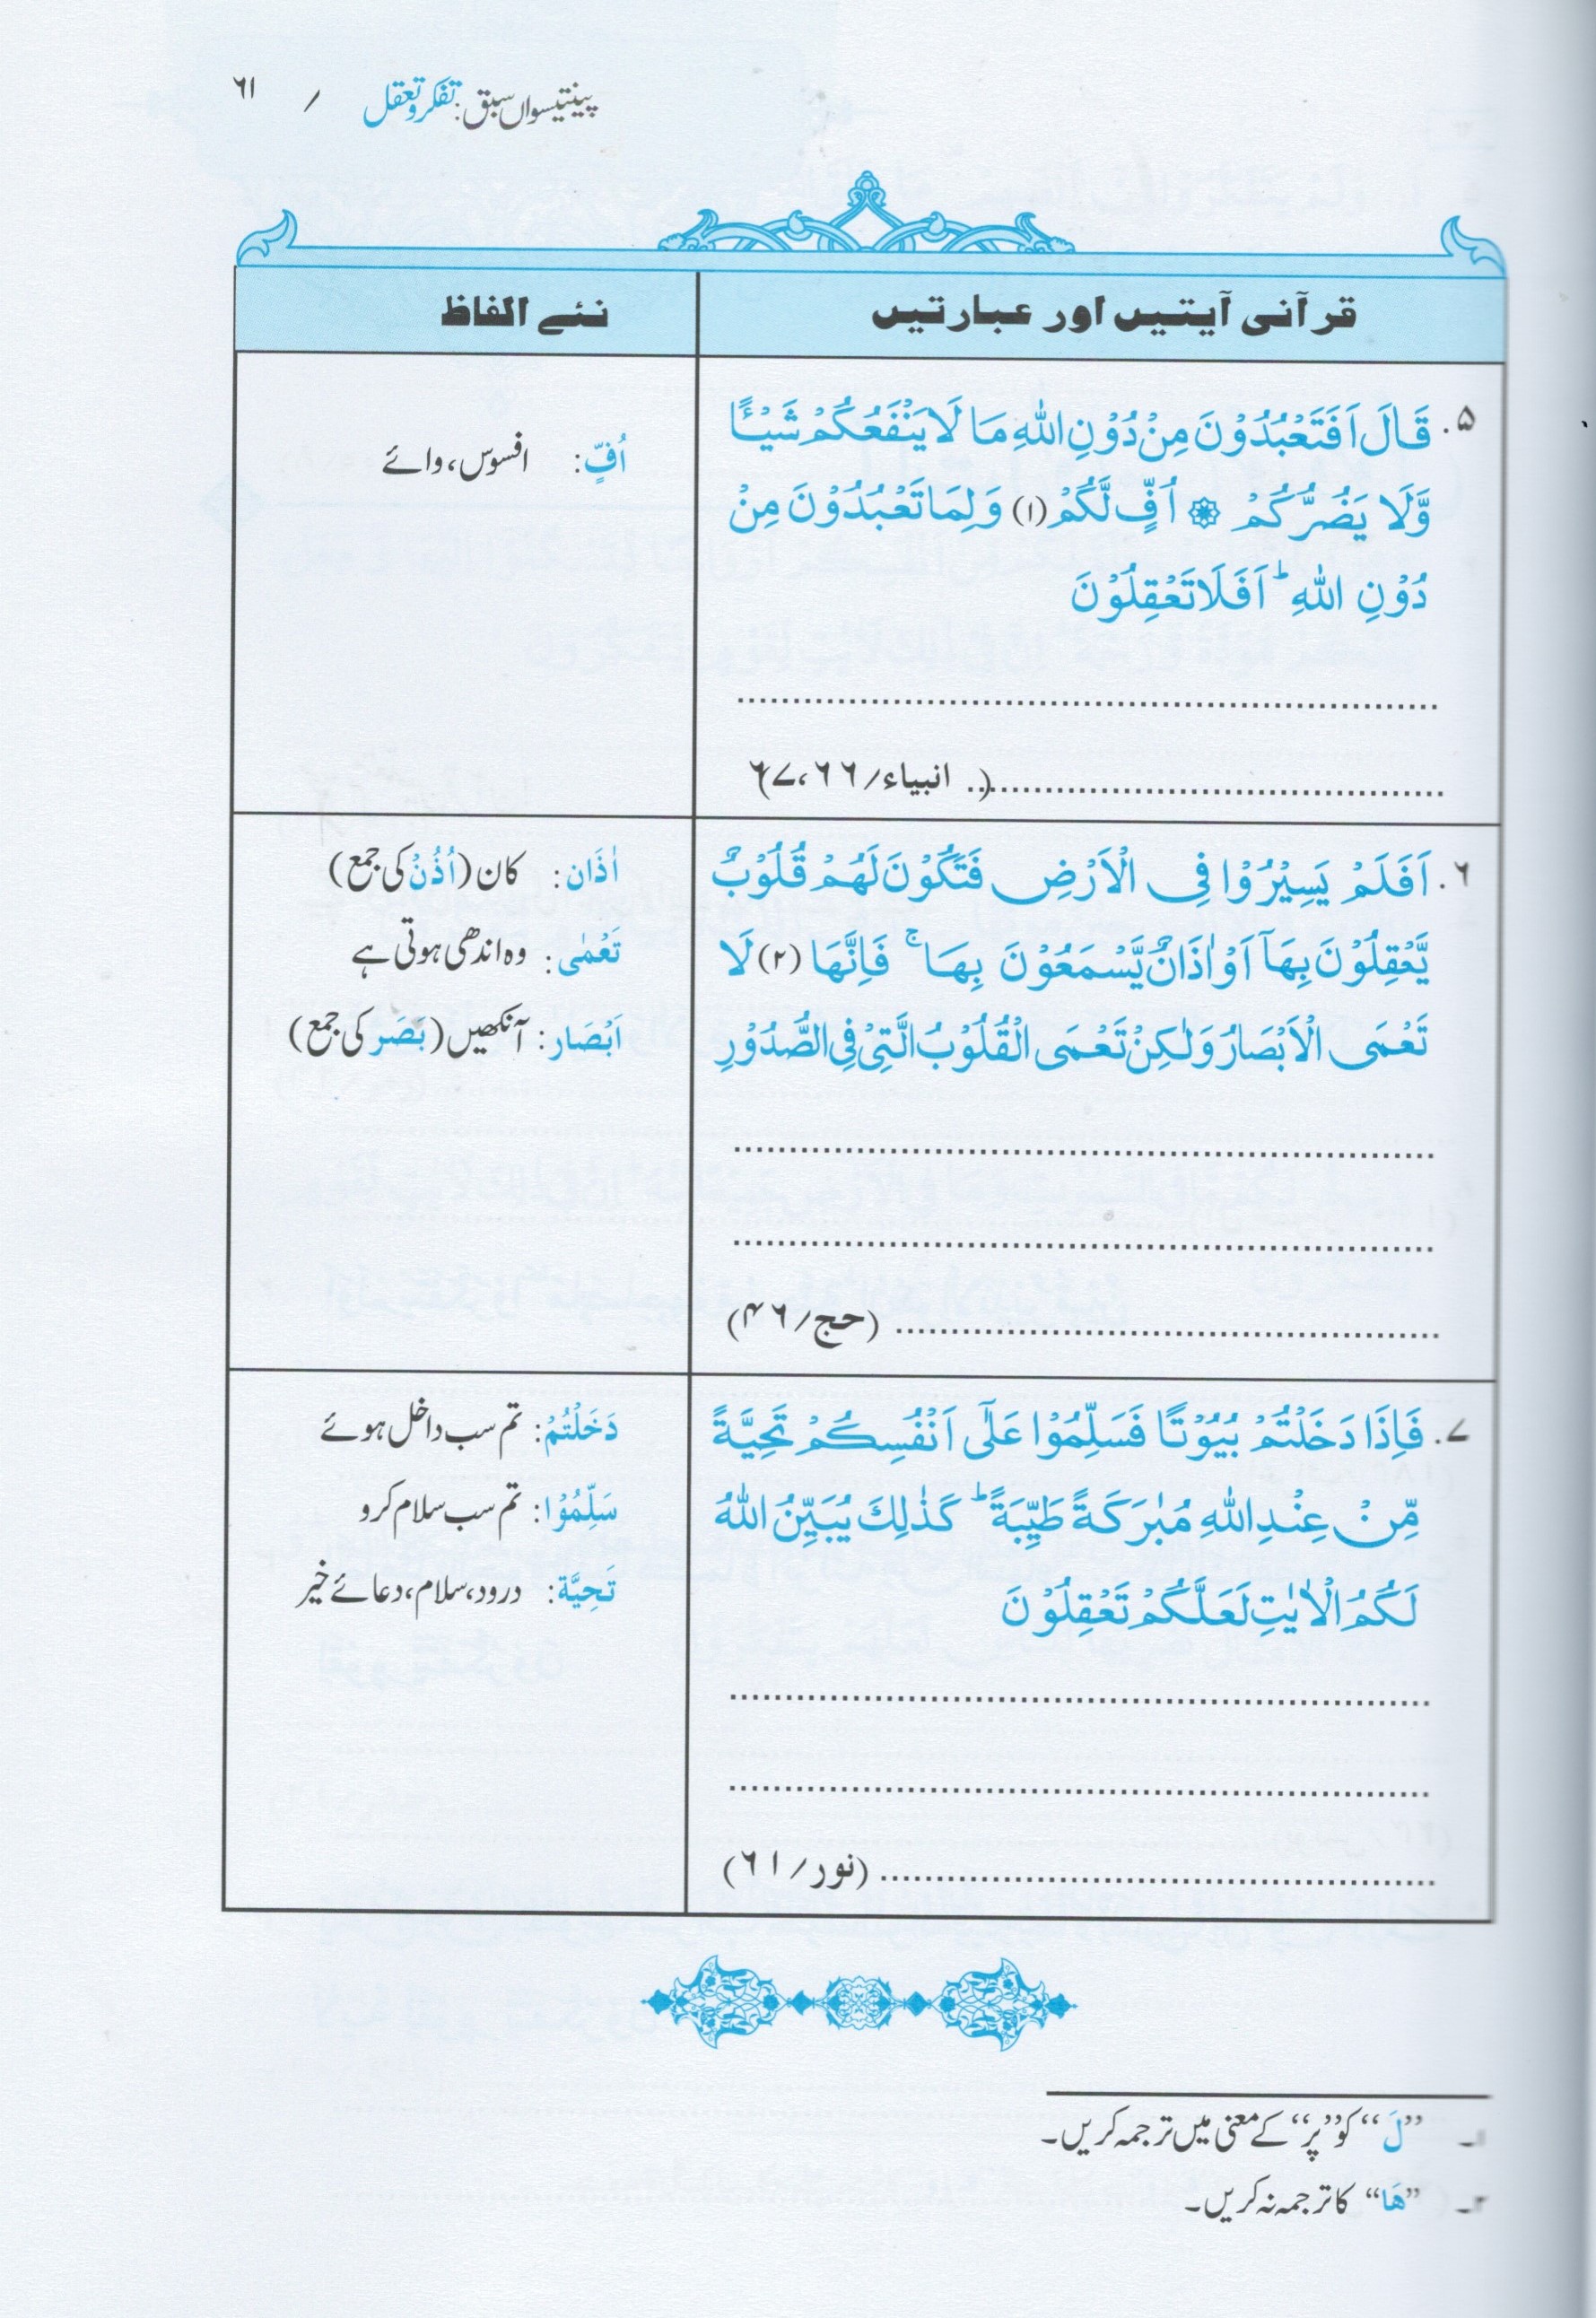 پینتیسواں سبق: تفکر و تعقل / ۶۱
قرآنی آیتیں اور عبارتیں
نئے الفاظ
۵. قَالَ اَفَتَعْبُدُوْنَ مِنْ دُوْنِ اللّٰهِ مَا لَا يَنْفَعُكُمْ شَيْـًٔا
وَّلَا يَضُرُّكُمْ ۞ اُفٍّ لَّكُمْ (۱) وَلِمَا تَعْبُدُوْنَ مِنْ
دُوْنِ اللّٰهِ ؕ اَفَلَا تَعْقِلُوْنَ
(انبیاء/۶۶،۶۷)
اُفٍّ: افسوس، وائے
۶. اَفَلَمْ يَسِيْرُوْا فِى الْاَرْضِ فَتَكُوْنَ لَهُمْ قُلُوْبٌ
يَّعْقِلُوْنَ بِهَآ اَوْ اٰذَانٌ يَّسْمَعُوْنَ بِهَا ۚ فَاِنَّهَا (۲) لَا
تَعْمَى الْاَبْصَارُ وَلٰكِنْ تَعْمَى الْقُلُوْبُ الَّتِىْ فِى الصُّدُوْرِ
(حج/۴۶)
اٰذَان: کان (اُذُنْ کی جمع)
تَعْمٰی: وہ اندھی ہوتی ہے
اَبْصَار: آنکھیں (بَصَر کی جمع)
۷. فَاِذَا دَخَلْتُمْ بُيُوْتًا فَسَلِّمُوْا عَلٰٓى اَنْفُسِكُمْ تَحِيَّةً
مِّنْ عِنْدِ اللّٰهِ مُبٰرَكَةً طَيِّبَةً ؕ كَذٰلِكَ يُبَيِّنُ اللّٰهُ
لَكُمُ الْاٰيٰتِ لَعَلَّكُمْ تَعْقِلُوْنَ
(نور/۶۱)
دَخَلْتُمْ: تم سب داخل ہوئے
سَلِّمُوْا: تم سب سلام کرو
تَحِيَّة: درود، سلام، دعائے خیر
۱۔ ”لَ“ کو ”پر“ کے معنی میں ترجمہ کریں۔
۲۔ ”هَا“ کا ترجمہ نہ کریں۔